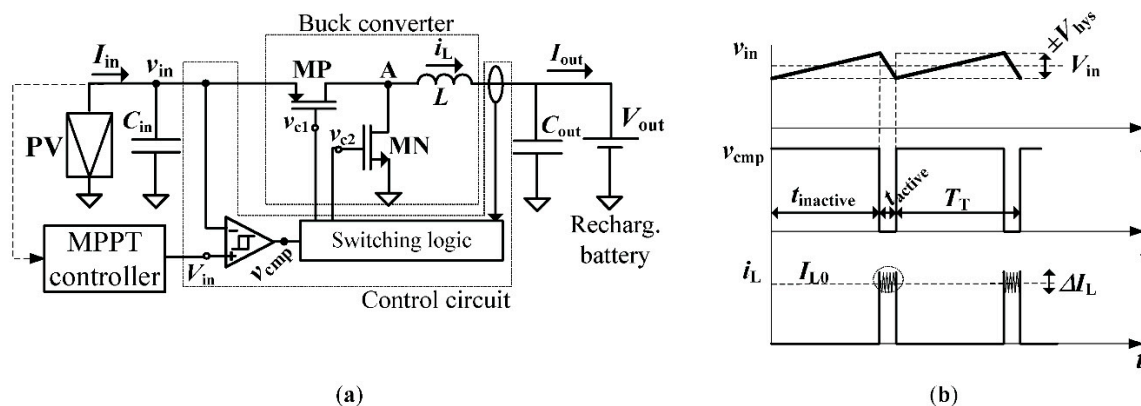 Buck converter
I_in
v_in
MP
A
i_L
L
I_out
C_in
PV
v_c1
v_c2
MN
C_out
V_out
Recharg.
battery
MPPT
controller
V_in
−
+
v_cmp
Switching logic
Control circuit
(a)
v_in
±V_hys
V_in
v_cmp
t_inactive
t_active
T_T
i_L
I_L0
ΔI_L
t
(b)